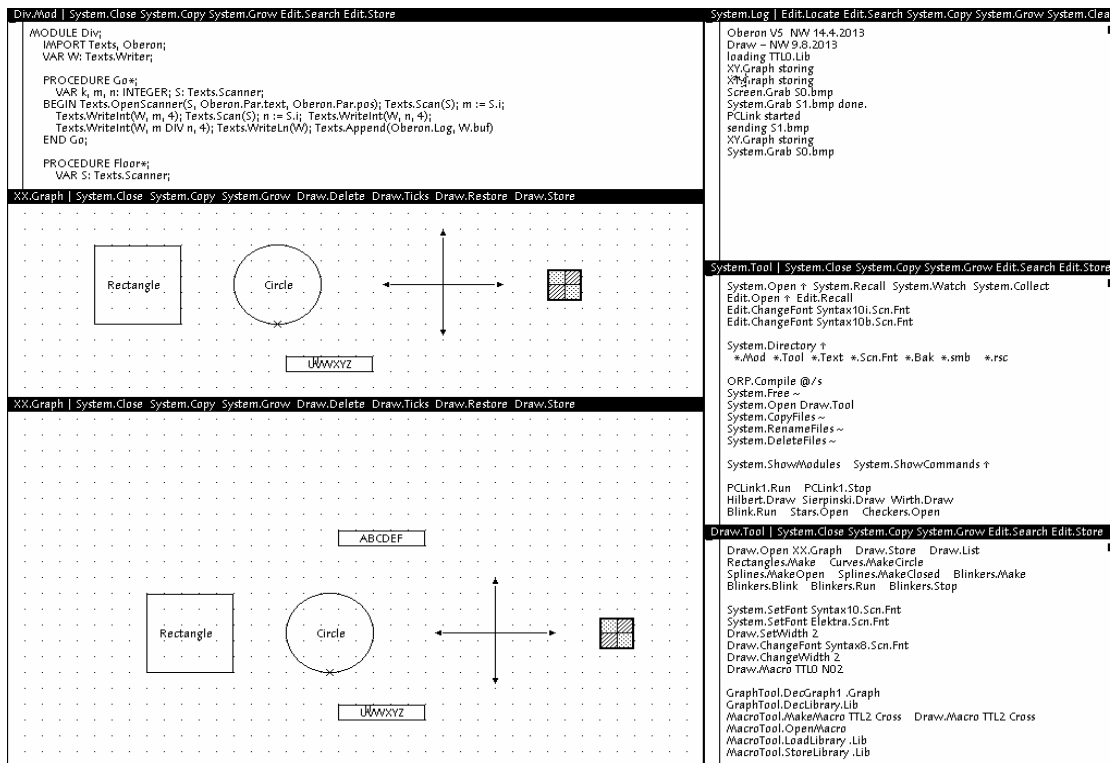 Div.Mod | System.Close System.Copy System.Grow Edit.Search Edit.Store
MODULE Div;
IMPORT Texts, Oberon;
VAR W: Texts.Writer;
PROCEDURE Go*;
VAR k, m, n: INTEGER; S: Texts.Scanner;
BEGIN Texts.OpenScanner(S, Oberon.Par.text, Oberon.Par.pos); Texts.Scan(S); m := S.i;
Texts.WriteInt(W, m, 4); Texts.Scan(S); n := S.i; Texts.WriteInt(W, n, 4);
Texts.WriteInt(W, m DIV n, 4); Texts.WriteLn(W); Texts.Append(Oberon.Log, W.buf)
END Go;
PROCEDURE Floor*;
VAR S: Texts.Scanner;
XX.Graph | System.Close System.Copy System.Grow Draw.Delete Draw.Ticks Draw.Restore Draw.Store
Rectangle
Circle
XX.Graph | System.Close System.Copy System.Grow Draw.Delete Draw.Ticks Draw.Restore Draw.Store
ABCDEF
Rectangle
Circle
System.Log | Edit.Locate Edit.Search System.Copy System.Grow System.Clea
Oberon V5 NW 14.4.2013
Draw – NW 9.8.2013
loading TTL0.Lib
XY.Graph storing
XY.Graph storing
Screen.Grab S0.bmp
System.Grab S1.bmp done.
PCLink started
sending S1.bmp
XY.Graph storing
System.Grab S0.bmp
System.Tool | System.Close System.Copy System.Grow Edit.Search Edit.Store
System.Open ↑ System.Recall System.Watch System.Collect
Edit.Open ↑ Edit.Recall
Edit.ChangeFont Syntax10i.Scn.Fnt
Edit.ChangeFont Syntax10b.Scn.Fnt
System.Directory ↑
*.Mod *.Tool *.Text *.Scn.Fnt *.Bak *.smb *.rsc
ORP.Compile @/s
System.Free ~
System.Open Draw.Tool
System.CopyFiles ~
System.RenameFiles ~
System.DeleteFiles ~
System.ShowModules System.ShowCommands ↑
PCLink1.Run PCLink1.Stop
Hilbert.Draw Sierpinski.Draw Wirth.Draw
Blink.Run Stars.Open Checkers.Open
Draw.Tool | System.Close System.Copy System.Grow Edit.Search Edit.Store
Draw.Open XX.Graph Draw.Store Draw.List
Rectangles.Make Curves.MakeCircle
Splines.MakeOpen Splines.MakeClosed Blinkers.Make
Blinkers.Blink Blinkers.Run Blinkers.Stop
System.SetFont Syntax10.Scn.Fnt
System.SetFont Elektra.Scn.Fnt
Draw.SetWidth 2
Draw.ChangeFont Syntax8.Scn.Fnt
Draw.ChangeWidth 2
Draw.Macro TTL0 N02
GraphTool.DecGraph1 .Graph
GraphTool.DecLibrary.Lib
MacroTool.MakeMacro TTL2 Cross Draw.Macro TTL2 Cross
MacroTool.OpenMacro
MacroTool.LoadLibrary .Lib
MacroTool.StoreLibrary .Lib